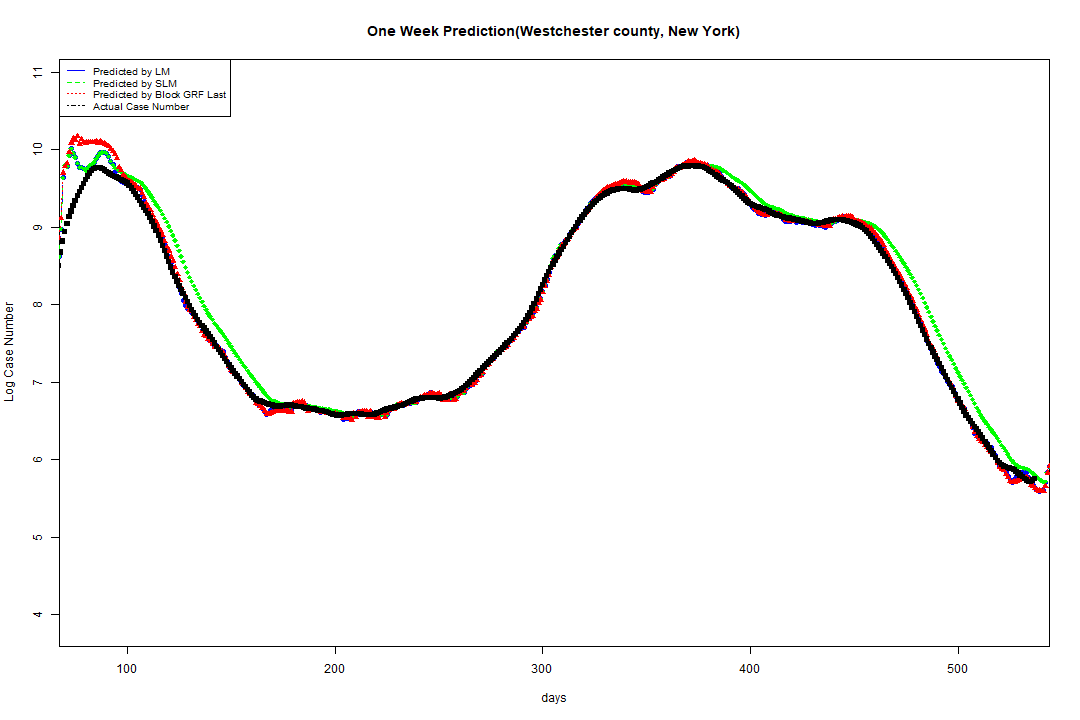 One Week Prediction(Westchester county, New York)
Predicted by LM
Predicted by SLM
Predicted by Block GRF Last
Actual Case Number
Log Case Number
11
10
9
8
7
6
5
4
100
200
300
400
500
days